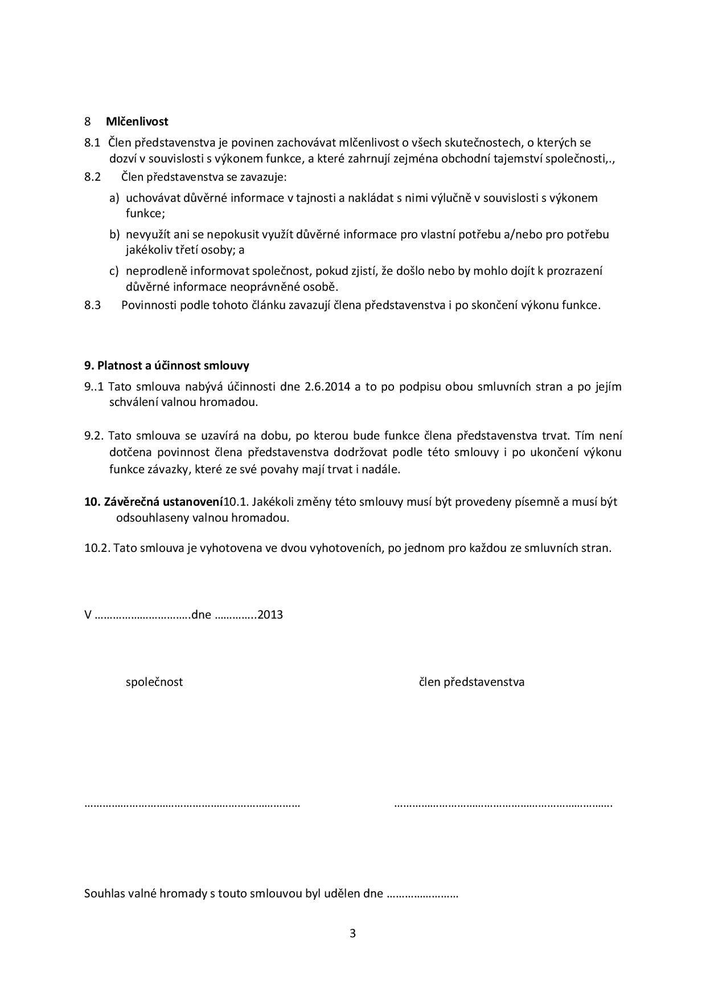 8 Mlčenlivost
8.1 Člen představenstva je povinen zachovávat mlčenlivost o všech skutečnostech, o kterých se
dozví v souvislosti s výkonem funkce, a které zahrnují zejména obchodní tajemství společnosti,.,
8.2 Člen představenstva se zavazuje:
a) uchovávat důvěrné informace v tajnosti a nakládat s nimi výlučně v souvislosti s výkonem
funkce;
b) nevyužít ani se nepokusit využít důvěrné informace pro vlastní potřebu a/nebo pro potřebu
jakékoliv třetí osoby; a
c) neprodleně informovat společnost, pokud zjistí, že došlo nebo by mohlo dojít k prozrazení
důvěrné informace neoprávněné osobě.
8.3 Povinnosti podle tohoto článku zavazují člena představenstva i po skončení výkonu funkce.
9. Platnost a účinnost smlouvy
9..1 Tato smlouva nabývá účinnosti dne 2.6.2014 a to po podpisu obou smluvních stran a po jejím
schválení valnou hromadou.
9.2. Tato smlouva se uzavírá na dobu, po kterou bude funkce člena představenstva trvat. Tím není
dotčena povinnost člena představenstva dodržovat podle této smlouvy i po ukončení výkonu
funkce závazky, které ze své povahy mají trvat i nadále.
10. Závěrečná ustanovení10.1. Jakékoli změny této smlouvy musí být provedeny písemně a musí být
odsouhlaseny valnou hromadou.
10.2. Tato smlouva je vyhotovena ve dvou vyhotoveních, po jednom pro každou ze smluvních stran.
V …………………………..dne …………..2013
společnost člen představenstva
……………………………………………………………… ……………………………………………………………….
Souhlas valné hromady s touto smlouvou byl udělen dne ……………………
3